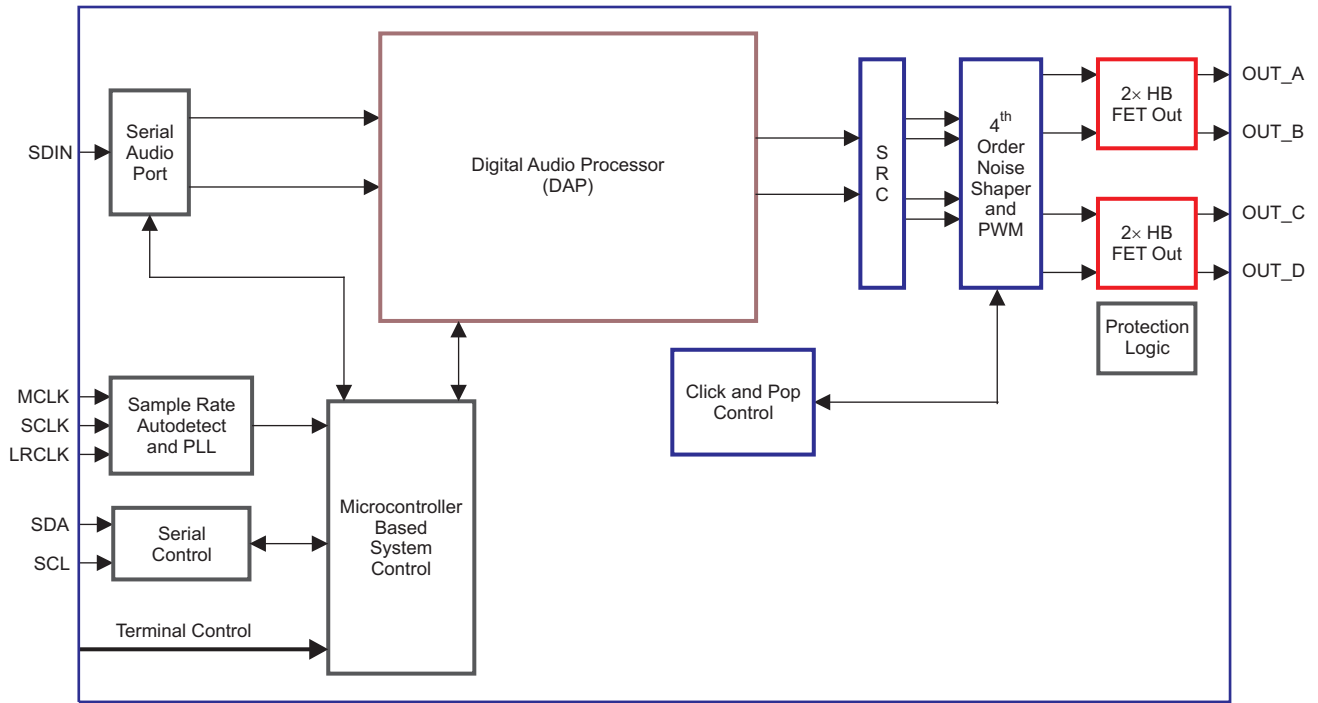 SDIN
Serial
Audio
Port
Digital Audio Processor
(DAP)
S
R
C
4th
Order
Noise
Shaper
and
PWM
2× HB
FET Out
OUT_A
OUT_B
2× HB
FET Out
OUT_C
OUT_D
Protection
Logic
Click and Pop
Control
MCLK
SCLK
LRCLK
Sample Rate
Autodetect
and PLL
SDA
SCL
Serial
Control
Microcontroller
Based
System
Control
Terminal Control